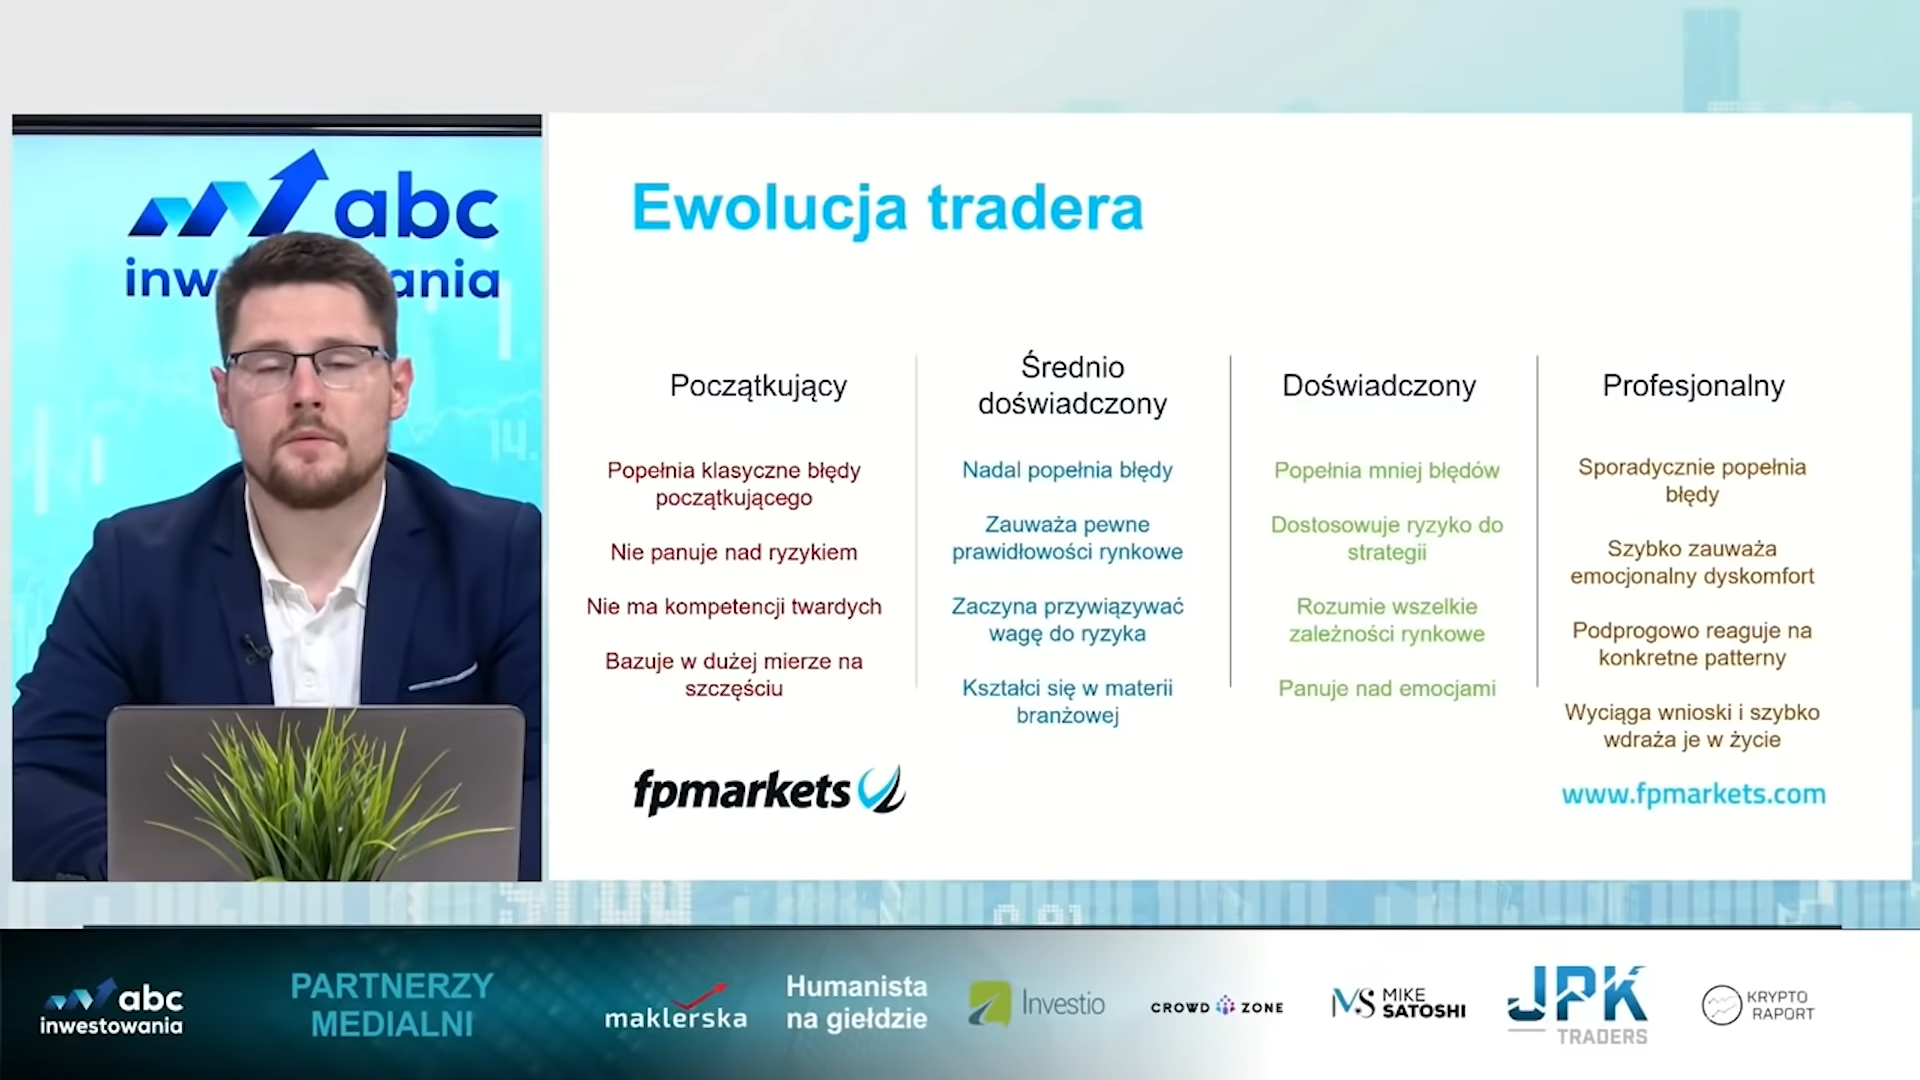 abc
inw ania
Ewolucja tradera
Początkujący
Popełnia klasyczne błędy
początkującego
Nie panuje nad ryzykiem
Nie ma kompetencji twardych
Bazuje w dużej mierze na
szczęściu
Średnio
doświadczony
Nadal popełnia błędy
Zauważa pewne
prawidłowości rynkowe
Zaczyna przywiązywać
wagę do ryzyka
Kształci się w materii
branżowej
Doświadczony
Popełnia mniej błędów
Dostosowuje ryzyko do
strategii
Rozumie wszelkie
zależności rynkowe
Panuje nad emocjami
Profesjonalny
Sporadycznie popełnia
błędy
Szybko zauważa
emocjonalny dyskomfort
Podprogowo reaguje na
konkretne patterny
Wyciąga wnioski i szybko
wdraża je w życie
fpmarkets
www.fpmarkets.com
abc
inwestowania
PARTNERZY
MEDIALNI
maklerska
Humanista
na giełdzie
Investio
CROWD ZONE
MS MIKE
SATOSHI
JPK
TRADERS
KRYPTO
RAPORT